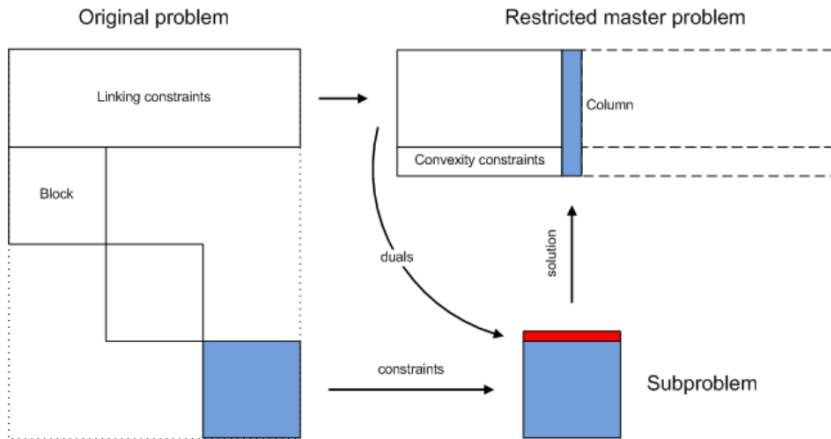 Original problem
Restricted master problem
Linking constraints
Column
Convexity constraints
Block
duals
solution
constraints
Subproblem